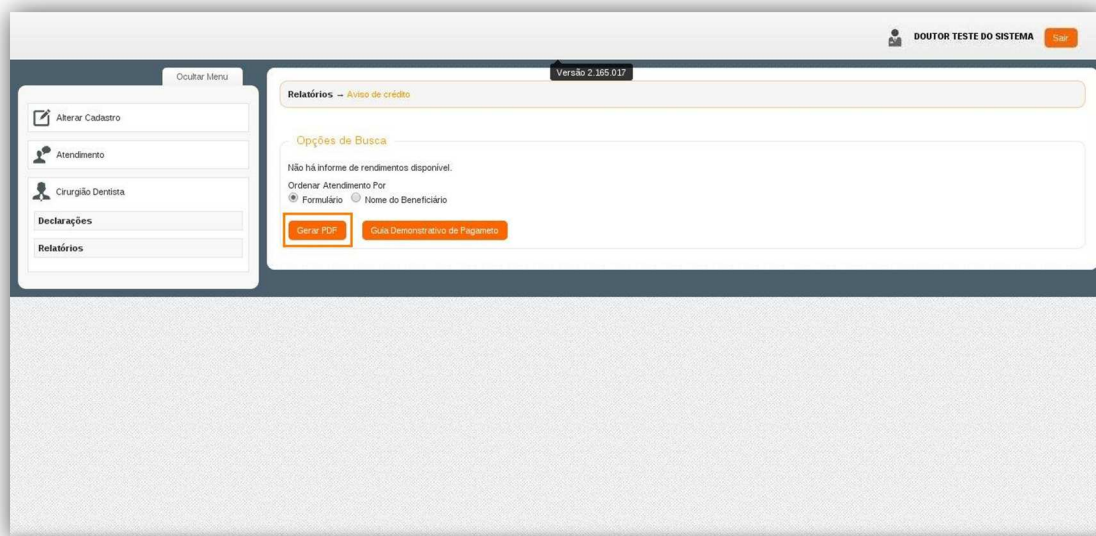 DOUTOR TESTE DO SISTEMA Sair
Ocultar Menu
Versão 2.165.017
Relatórios → Aviso de crédito
Alterar Cadastro
Atendimento
Cirurgião Dentista
Declarações
Relatórios
Opções de Busca
Não há informe de rendimentos disponível.
Ordenar Atendimento Por
Formulário Nome do Beneficiário
Gerar PDF Guia Demonstrativo de Pagameto